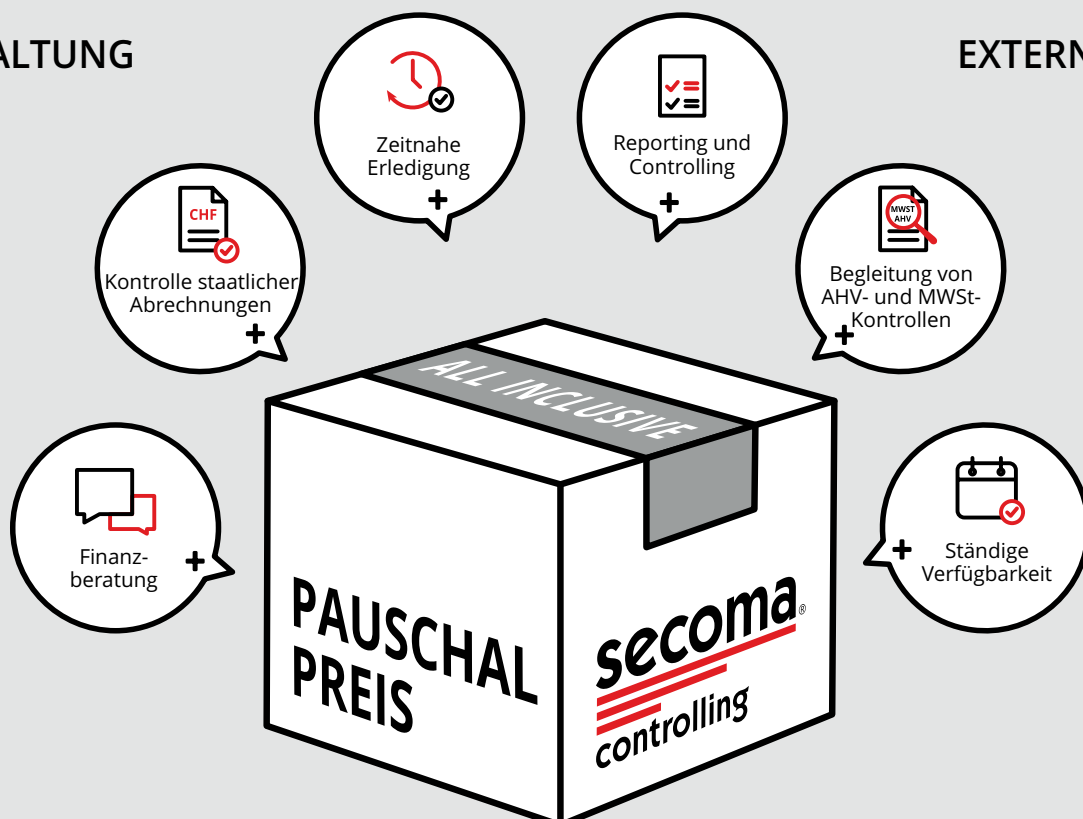 ALTUNG
EXTERN
Zeitnahe
Erledigung
+
Reporting und
Controlling
+
CHF
Kontrolle staatlicher
Abrechnungen
+
MWST
AHV
Begleitung von
AHV- und MWSt-
Kontrollen
+
ALL INCLUSIVE
Finanz-
beratung
+
Ständige
Verfügbarkeit
+
PAUSCHAL
PREIS
secoma®
controlling